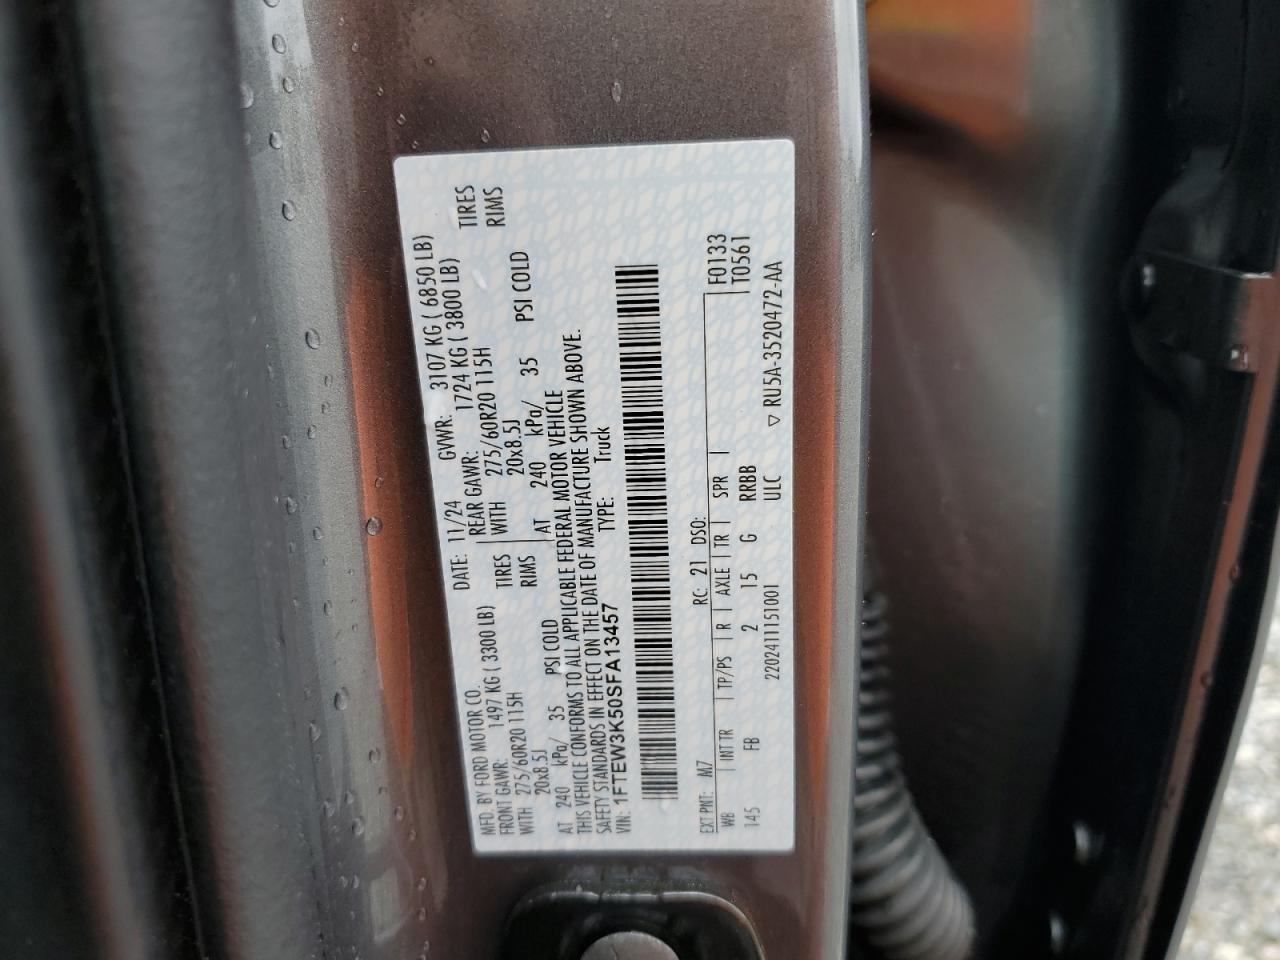 MFD. BY FORD MOTOR CO.
DATE: 11/24 GVWR: 3107 KG ( 6850 LB)
FRONT GAWR: 1497 KG ( 3300 LB) REAR GAWR: 1724 KG ( 3800 LB)
WITH 275/60R20 115H TIRES WITH 275/60R20 115H TIRES
20x8.5J RIMS 20x8.5J RIMS
AT 240 kPa/ 35 PSI COLD AT 240 kPa/ 35 PSI COLD
THIS VEHICLE CONFORMS TO ALL APPLICABLE FEDERAL MOTOR VEHICLE
SAFETY STANDARDS IN EFFECT ON THE DATE OF MANUFACTURE SHOWN ABOVE.
VIN: 1FTEW3K50SFA13457 TYPE: Truck
EXT PNT: M7 RC: 21 DSO: F0133
WB INT TR TP/PS R AXLE TR SPR T0561
145 FB 2 15 G RRBB
2202411151001 ULC ▽ RU5A-3520472-AA